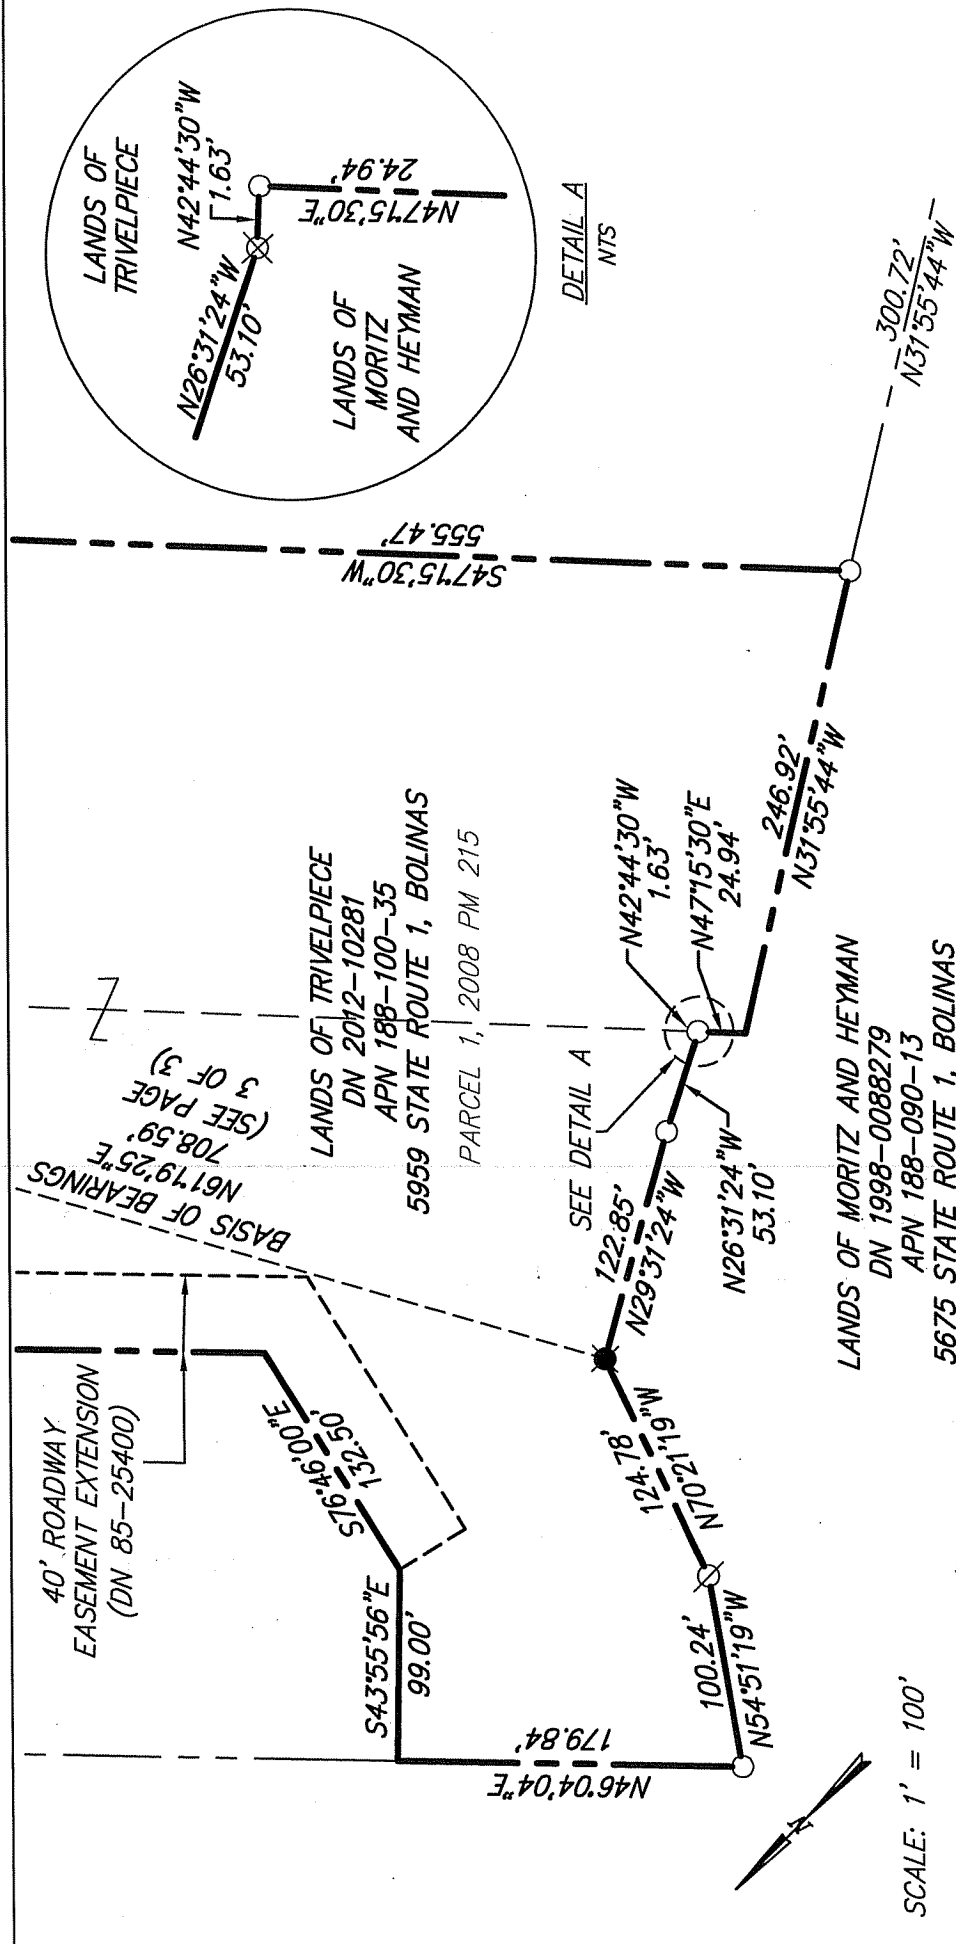 40' ROADWAY
EASEMENT EXTENSION
(DN 85-25400)
BASIS OF BEARINGS
N61°19'25"E
708.59'
(SEE PAGE
3 OF 3)
S76°46'00"E
132.50'
S43°55'56"E
99.00'
179.84'
N46°04'04"E
100.24'
N54°51'19"W
124.78'
N70°21'19"W
122.85'
N29°31'24"W
N26°31'24"W
53.10'
SEE DETAIL A
N42°44'30"W
1.63'
N47°15'30"E
24.94'
246.92'
N31°55'44"W
300.72'
N31°55'44"W
555.47'
S47°15'30"W
LANDS OF TRIVELPIECE
DN 2012-10281
APN 188-100-35
5959 STATE ROUTE 1, BOLINAS
PARCEL 1, 2008 PM 215
LANDS OF MORITZ AND HEYMAN
DN 1998-0088279
APN 188-090-13
5675 STATE ROUTE 1, BOLINAS
LANDS OF
TRIVELPIECE
N42°44'30"W
1.63'
N26°31'24"W
53.10'
24.94'
N47°15'30"E
LANDS OF
MORITZ
AND HEYMAN
DETAIL A
NTS
N
SCALE: 1' = 100'